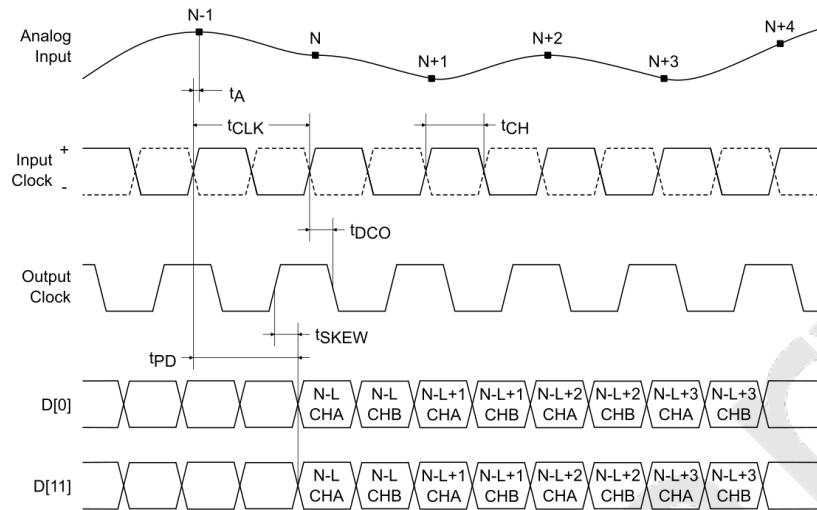 N-1
N
N+1
N+2
N+3
N+4
Analog
Input
tA
tCLK
tCH
Input
Clock
+
-
tDCO
Output
Clock
tSKEW
tPD
D[0]
N-L N-L N-L+1 N-L+1 N-L+2 N-L+2 N-L+3 N-L+3
CHA CHB CHA CHB CHA CHB CHA CHB
D[11]
N-L N-L N-L+1 N-L+1 N-L+2 N-L+2 N-L+3 N-L+3
CHA CHB CHA CHB CHA CHB CHA CHB